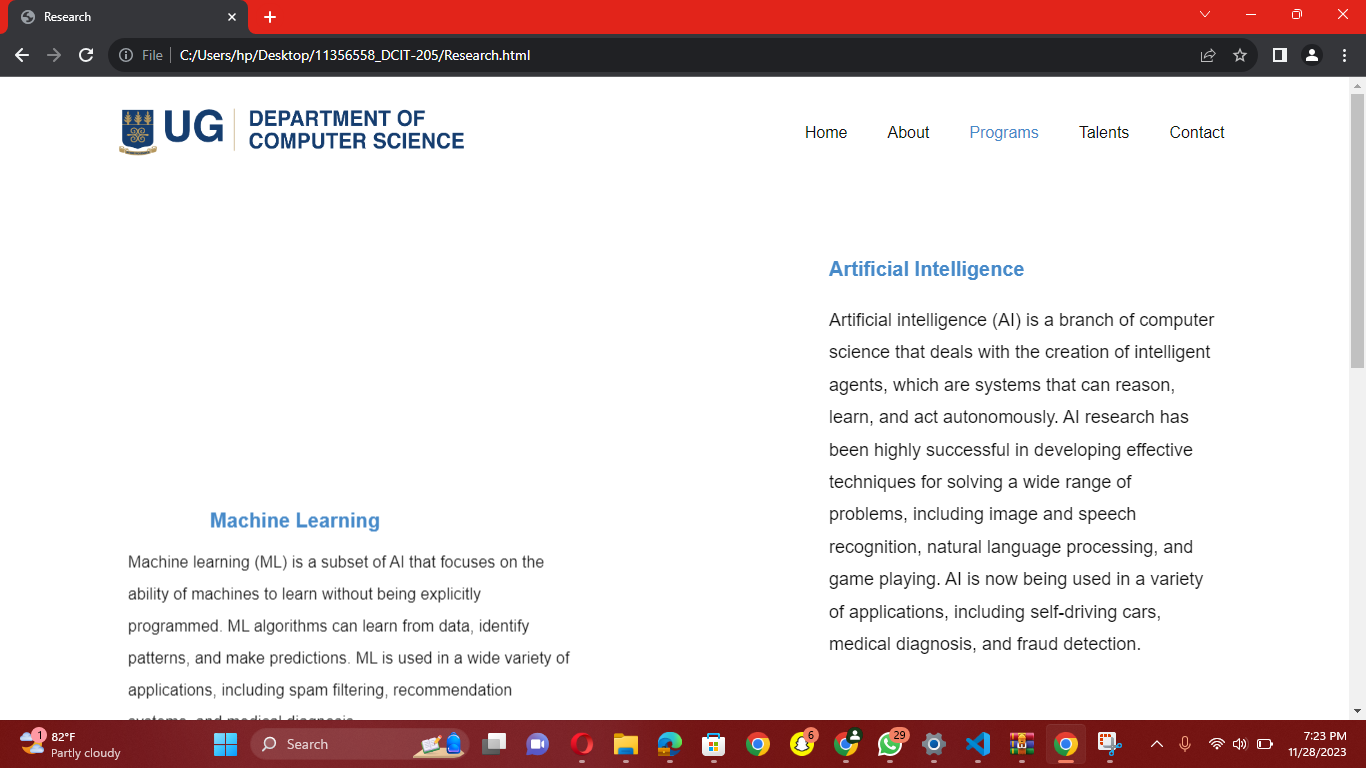 Research
File
C:/Users/hp/Desktop/11356558_DCIT-205/Research.html
UG
DEPARTMENT OF
COMPUTER SCIENCE
Home
About
Programs
Talents
Contact
Artificial Intelligence
Artificial intelligence (AI) is a branch of computer
science that deals with the creation of intelligent
agents, which are systems that can reason,
learn, and act autonomously. AI research has
been highly successful in developing effective
techniques for solving a wide range of
problems, including image and speech
recognition, natural language processing, and
game playing. AI is now being used in a variety
of applications, including self-driving cars,
medical diagnosis, and fraud detection.
Machine Learning
Machine learning (ML) is a subset of AI that focuses on the
ability of machines to learn without being explicitly
programmed. ML algorithms can learn from data, identify
patterns, and make predictions. ML is used in a wide variety of
applications, including spam filtering, recommendation
systems, and medical diagnosis.
1
82°F
Partly cloudy
Search
6
29
7:23 PM
11/28/2023